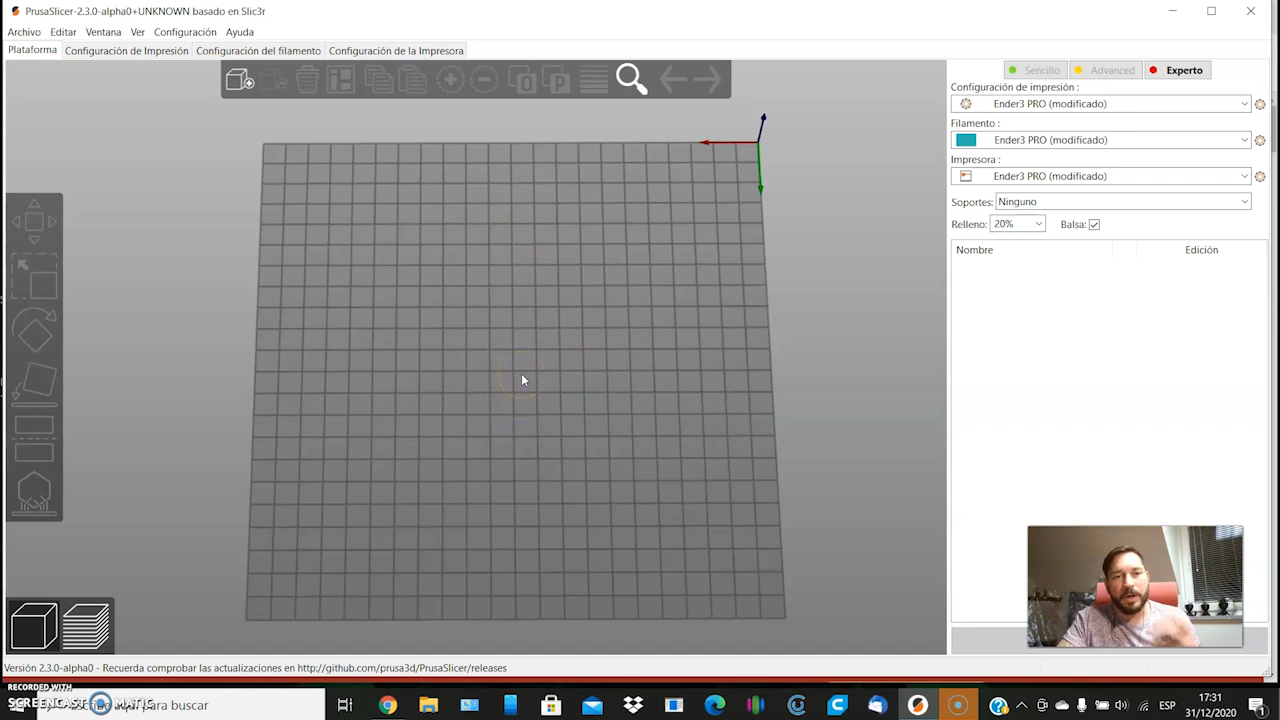 PrusaSlicer-2.3.0-alpha0+UNKNOWN basado en Slic3r
Archivo Editar Ventana Ver Configuración Ayuda
Plataforma Configuración de Impresión Configuración del filamento Configuración de la Impresora
Sencillo Advanced Experto
Configuración de impresión :
Ender3 PRO (modificado)
Filamento :
Ender3 PRO (modificado)
Impresora :
Ender3 PRO (modificado)
Soportes: Ninguno
Relleno: 20% Balsa:
Nombre Edición
Versión 2.3.0-alpha0 - Recuerda comprobar las actualizaciones en http://github.com/prusa3d/PrusaSlicer/releases
RECORDED WITH
SCREENCAST MATIC
para buscar
ESP
17:31
31/12/2020